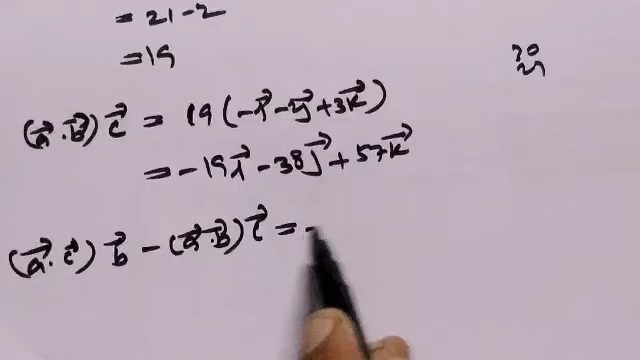 = 21 - 2
= 19
(a⃗ . b⃗) c⃗ = 19 (-i⃗ - 2j⃗ + 3k⃗)
= - 19i⃗ - 38j⃗ + 57k⃗
(a⃗ . c⃗) b⃗ - (a⃗ . b⃗) c⃗ = -